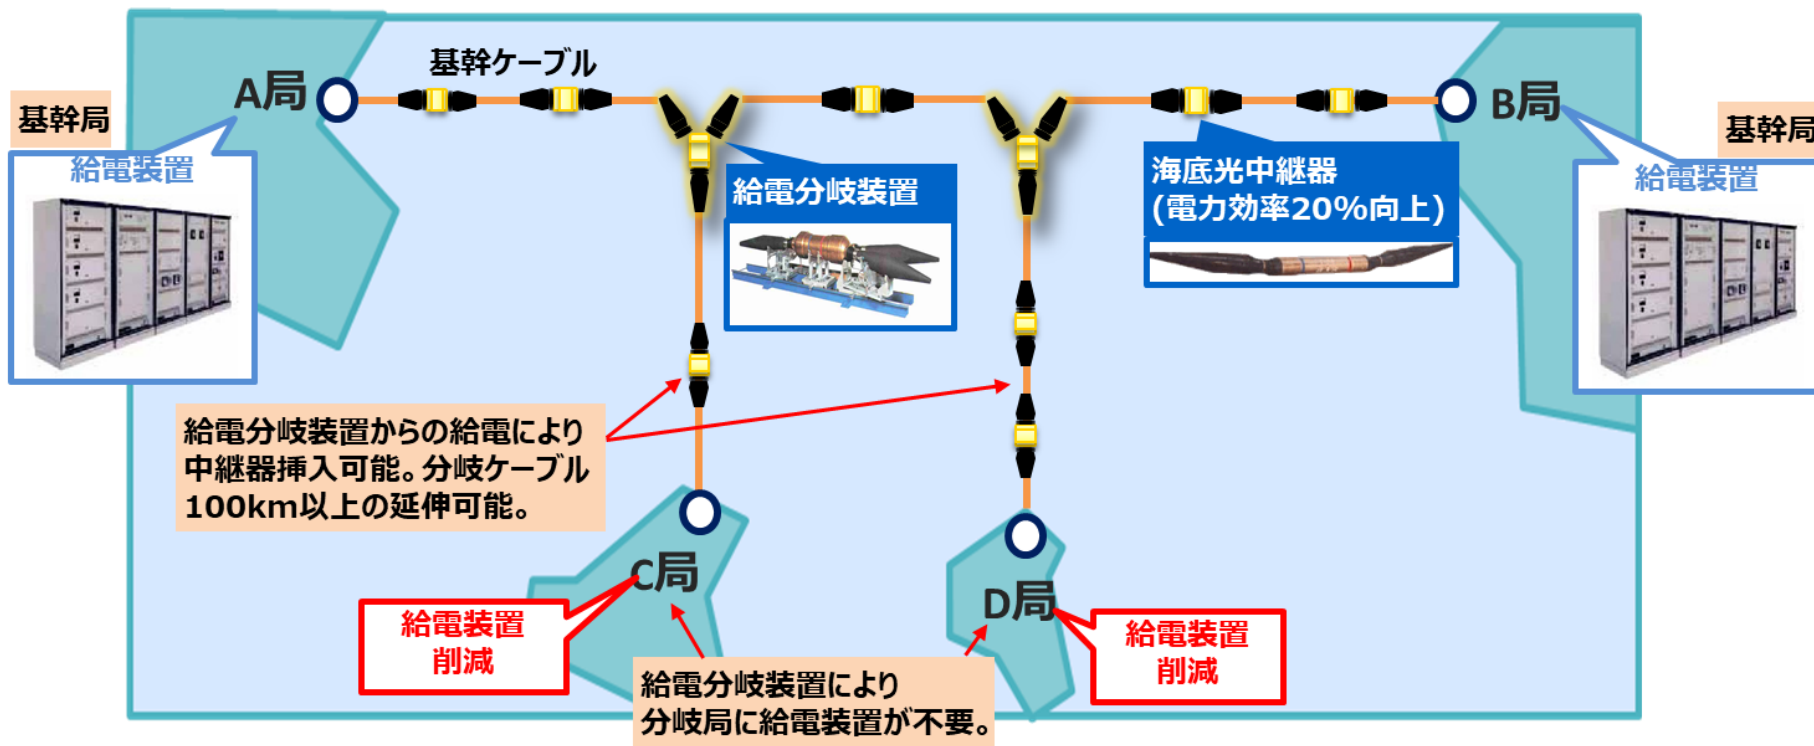 基幹ケーブル
A局
B局
基幹局
基幹局
給電装置
給電装置
給電分岐装置
海底光中継器
(電力効率20%向上)
給電分岐装置からの給電により
中継器挿入可能。分岐ケーブル
100km以上の延伸可能。
C局
D局
給電装置
削減
給電装置
削減
給電分岐装置により
分岐局に給電装置が不要。